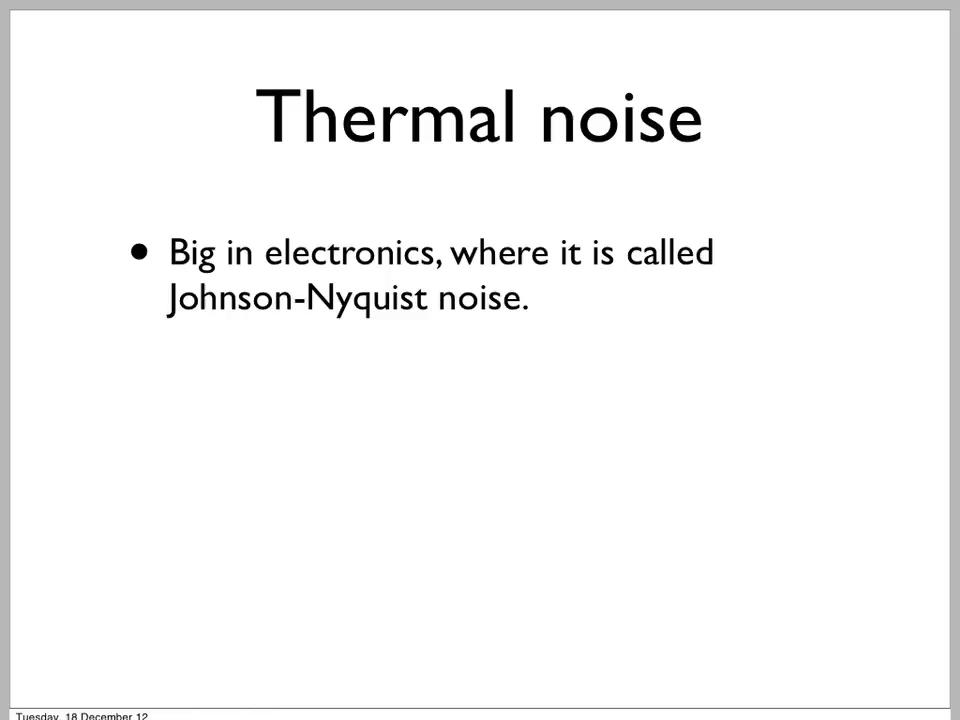 Thermal noise
• Big in electronics, where it is called
Johnson-Nyquist noise.
Tuesday, 18 December 12